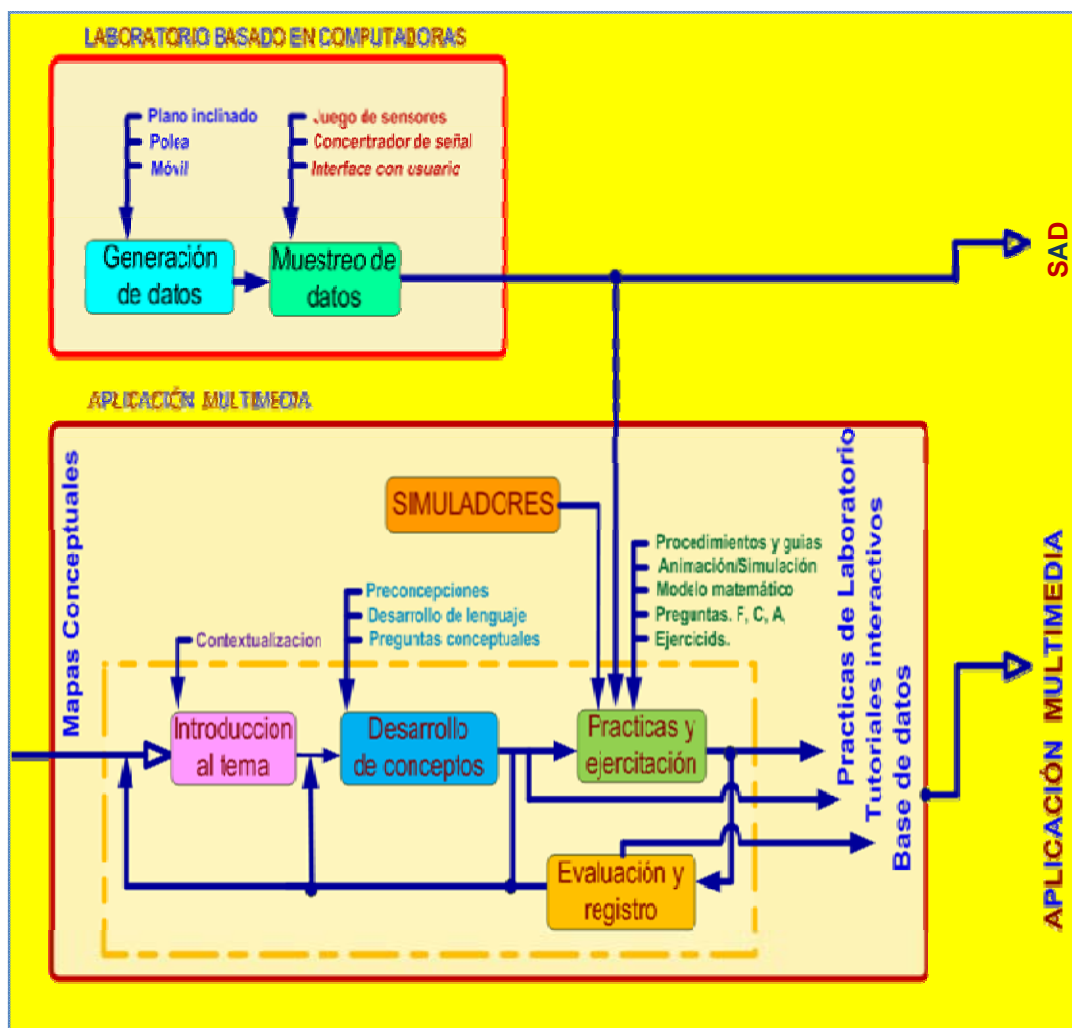 LABORATORIO BASADO EN COMPUTADORAS
Plano inclinado
Polea
Móvil
Juego de sensores
Concertrador de señal
Interface con usuario
Generación
de datos
Muestreo de
datos
SAD
APLICACIÓN MULTIMEDIA
Mapas Conceptuales
SIMULADORES
Procedimientos y guias
Animación/Simulación
Modelo matemático
Preguntas. F, C, A,
Ejercicids.
Preconcepciones
Desarrollo de lenguaje
Preguntas conceptuales
Contextualizacion
Introduccion
al tema
Desarrollo
de conceptos
Practicas y
ejercitación
Evaluación y
registro
Practicas de Laboratorio
Tutoriales interactivos
Base de datos
APLICACIÓN MULTIMEDIA